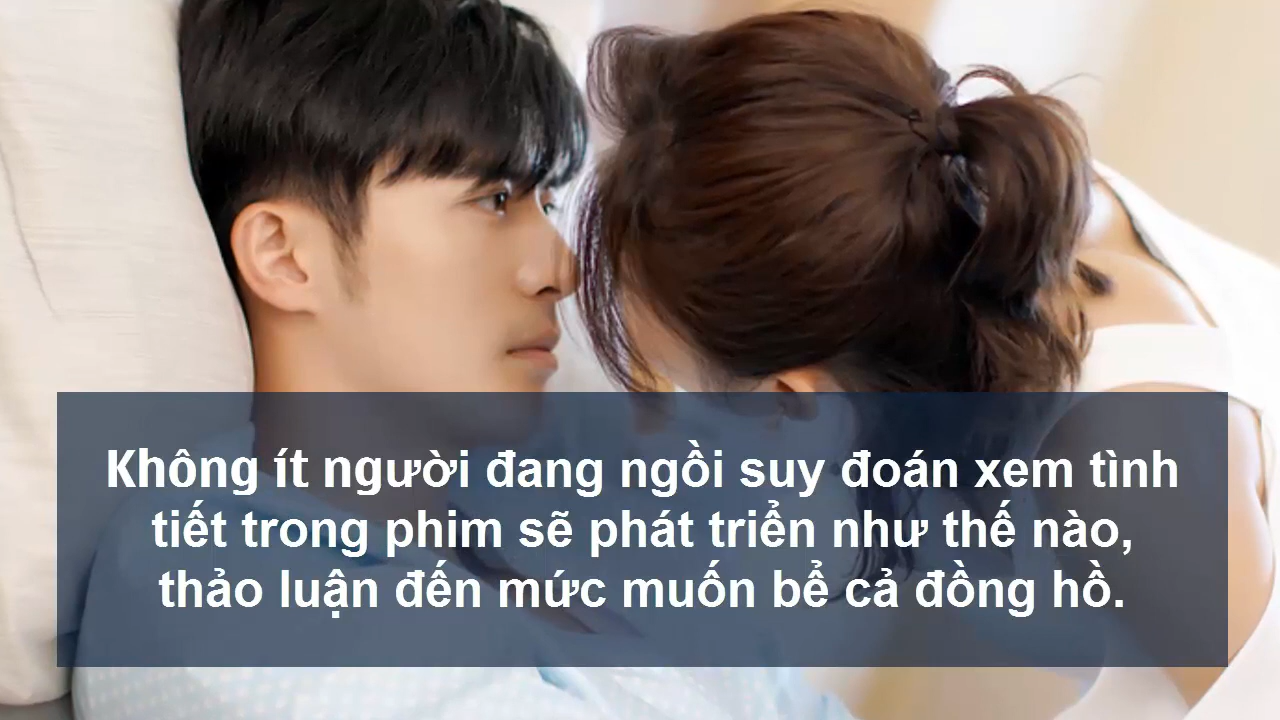 Không ít người đang ngồi suy đoán xem tình
tiết trong phim sẽ phát triển như thế nào,
thảo luận đến mức muốn bể cả đồng hồ.